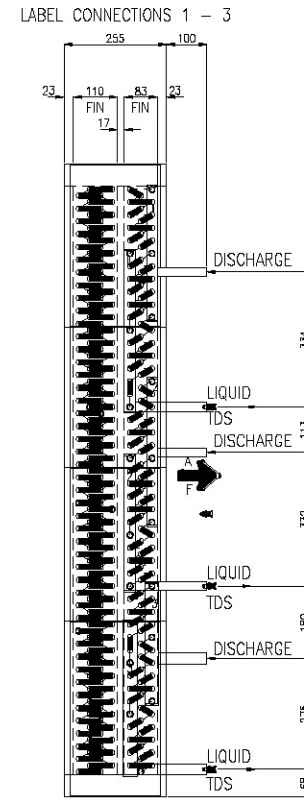 LABEL CONNECTIONS 1 - 3
255 100
23 110 83 23
FIN FIN
17
DISCHARGE
LIQUID
TDS
DISCHARGE
A
F
LIQUID
TDS
DISCHARGE
LIQUID
TDS